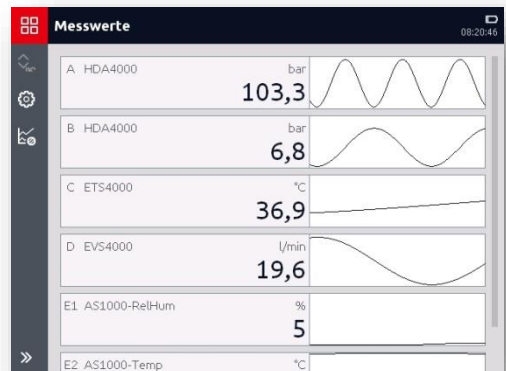 Messwerte
08:20:46
A HDA4000 bar
103,3
B HDA4000 bar
6,8
C ETS4000 °C
36,9
D EVS4000 l/min
19,6
E1 AS1000-RelHum %
5
E2 AS1000-Temp °C